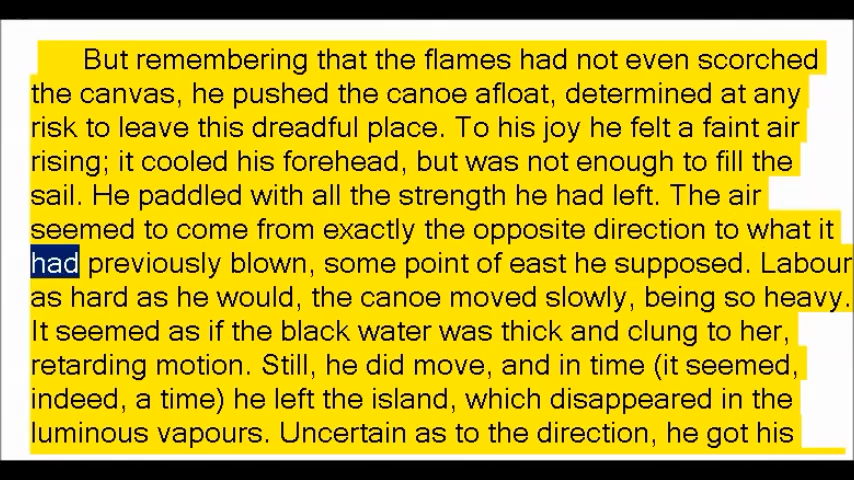 But remembering that the flames had not even scorched
the canvas, he pushed the canoe afloat, determined at any
risk to leave this dreadful place. To his joy he felt a faint air
rising; it cooled his forehead, but was not enough to fill the
sail. He paddled with all the strength he had left. The air
seemed to come from exactly the opposite direction to what it
had previously blown, some point of east he supposed. Labour
as hard as he would, the canoe moved slowly, being so heavy.
It seemed as if the black water was thick and clung to her,
retarding motion. Still, he did move, and in time (it seemed,
indeed, a time) he left the island, which disappeared in the
luminous vapours. Uncertain as to the direction, he got his